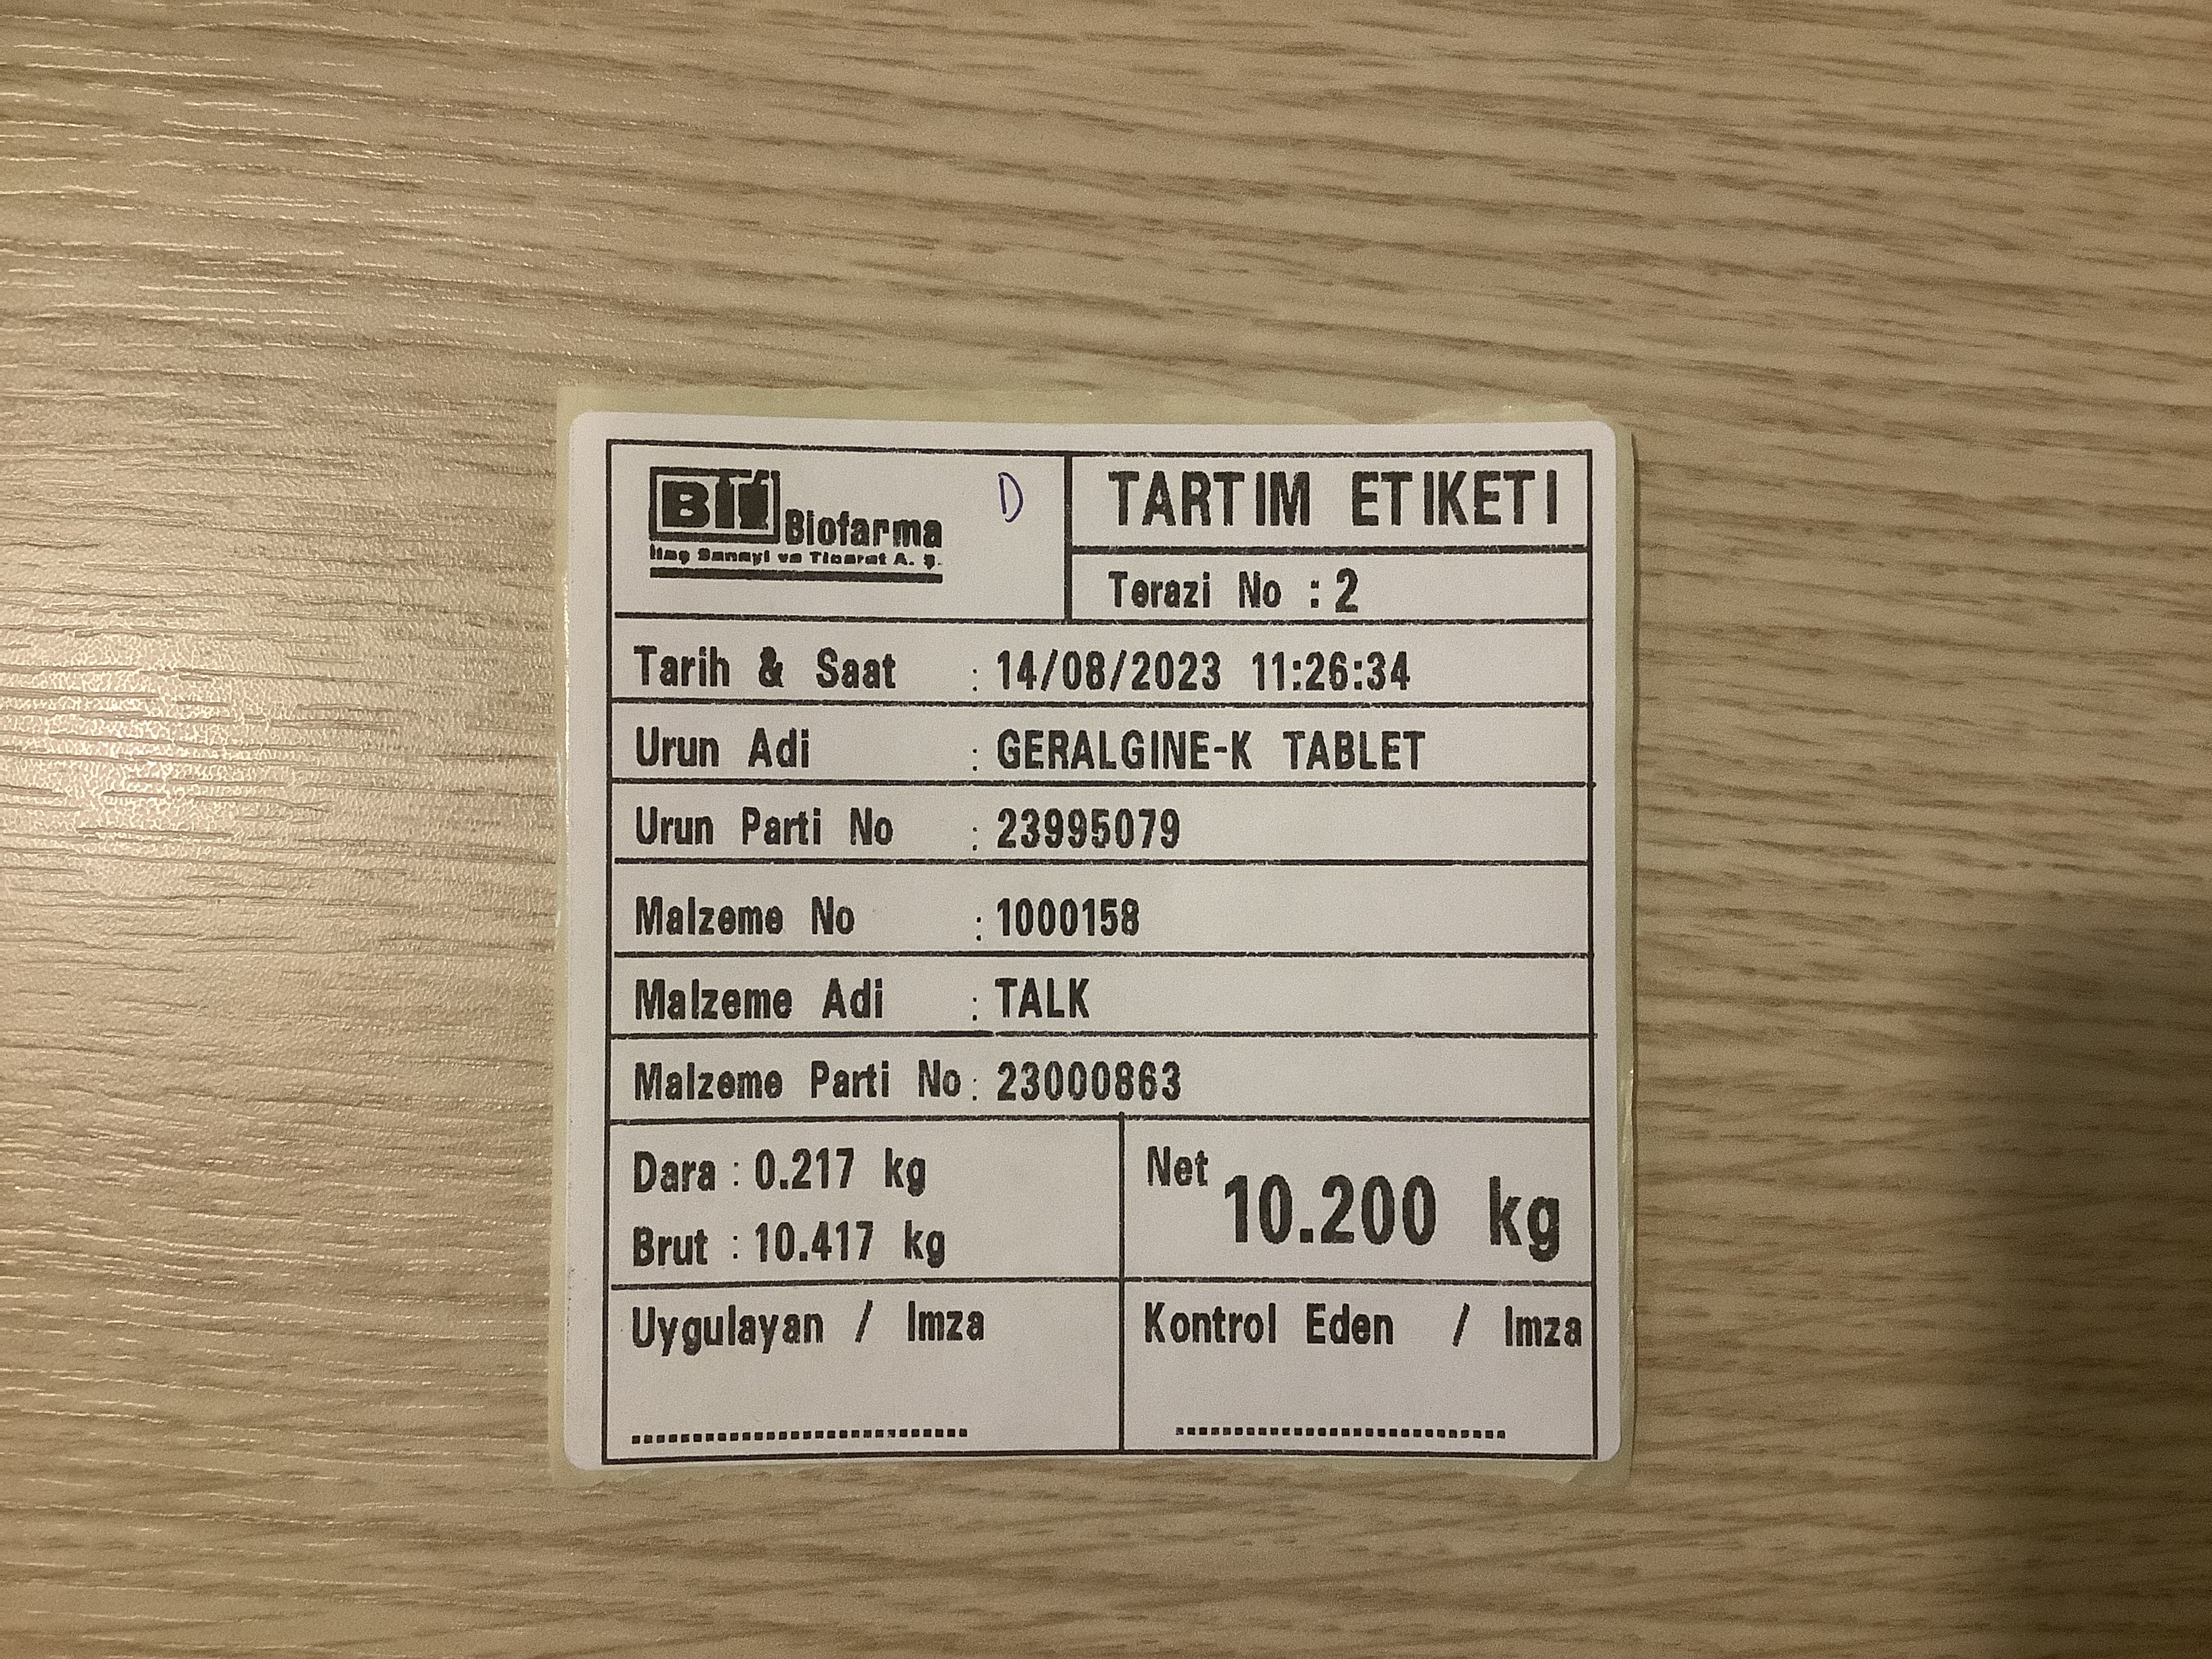 BTİ Biofarma
İlaç Sanayi ve Ticaret A. Ş.
D
TARTIM ETIKETI
Terazi No : 2
Tarih & Saat : 14/08/2023 11:26:34
Urun Adi : GERALGINE-K TABLET
Urun Parti No : 23995079
Malzeme No : 1000158
Malzeme Adi : TALK
Malzeme Parti No : 23000863
Dara : 0.217 kg
Brut : 10.417 kg
Net 10.200 kg
Uygulayan / Imza
Kontrol Eden / Imza